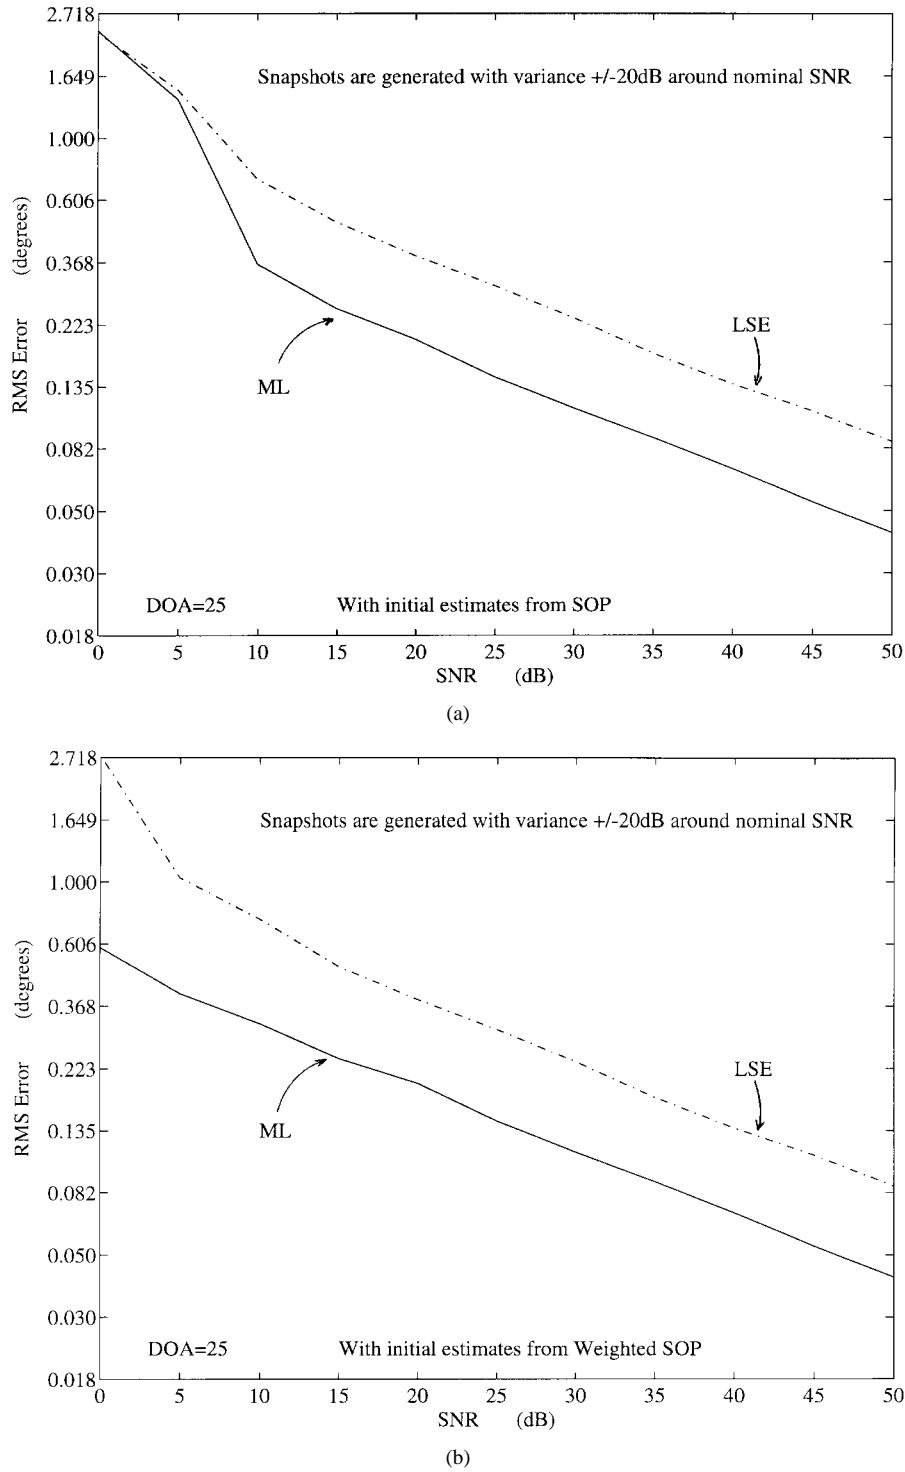 2.718
1.649
1.000
0.606
0.368
0.223
0.135
0.082
0.050
0.030
0.018
RMS Error (degrees)
Snapshots are generated with variance +/-20dB around nominal SNR
LSE
ML
DOA=25 With initial estimates from SOP
0 5 10 15 20 25 30 35 40 45 50
SNR (dB)
(a)
2.718
1.649
1.000
0.606
0.368
0.223
0.135
0.082
0.050
0.030
0.018
RMS Error (degrees)
Snapshots are generated with variance +/-20dB around nominal SNR
LSE
ML
DOA=25 With initial estimates from Weighted SOP
0 5 10 15 20 25 30 35 40 45 50
SNR (dB)
(b)